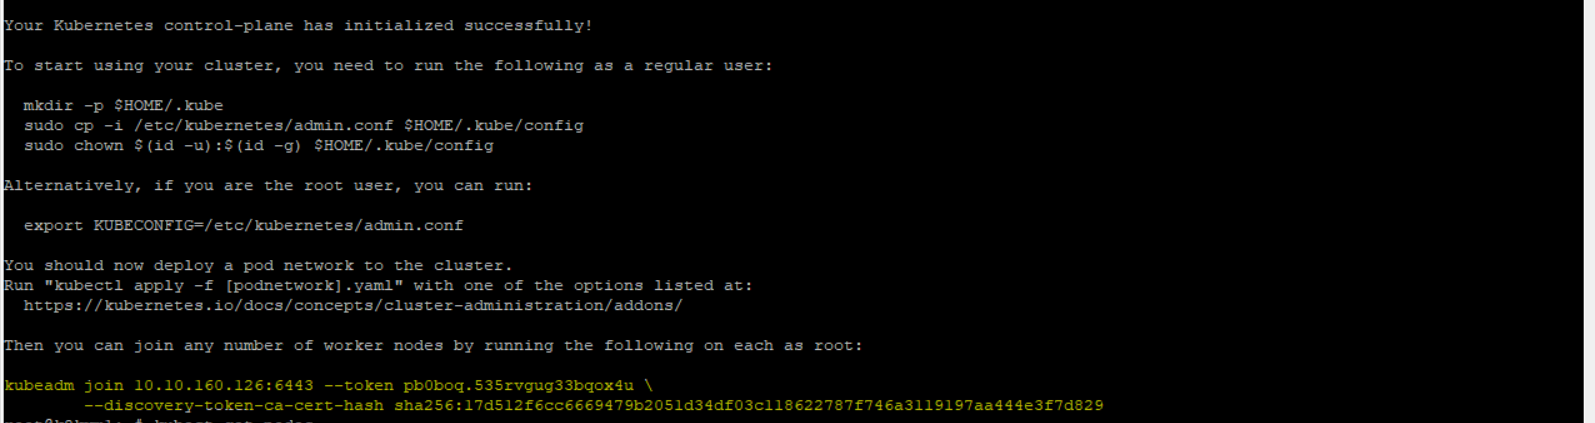 Your Kubernetes control-plane has initialized successfully!
To start using your cluster, you need to run the following as a regular user:
mkdir -p $HOME/.kube
sudo cp -i /etc/kubernetes/admin.conf $HOME/.kube/config
sudo chown $(id -u):$(id -g) $HOME/.kube/config
Alternatively, if you are the root user, you can run:
export KUBECONFIG=/etc/kubernetes/admin.conf
You should now deploy a pod network to the cluster.
Run "kubectl apply -f [podnetwork].yaml" with one of the options listed at:
https://kubernetes.io/docs/concepts/cluster-administration/addons/
Then you can join any number of worker nodes by running the following on each as root:
kubeadm join 10.10.160.126:6443 --token pb0boq.535rvgug33bqox4u \
--discovery-token-ca-cert-hash sha256:17d512f6cc6669479b2051d34df03c118622787f746a3119197aa444e3f7d829